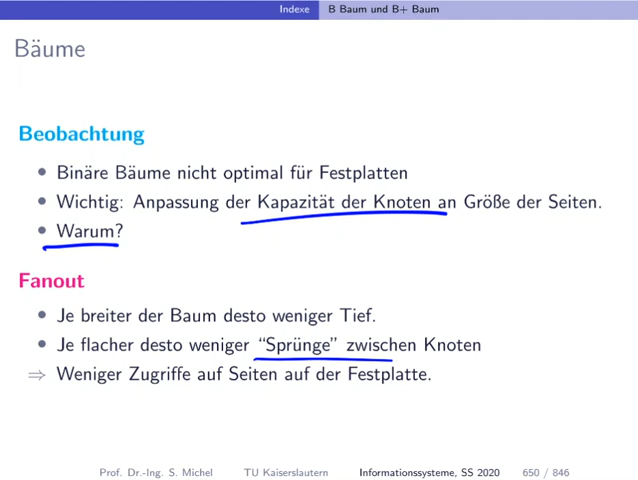 Indexe B Baum und B+ Baum
Bäume
Beobachtung
• Binäre Bäume nicht optimal für Festplatten
• Wichtig: Anpassung der Kapazität der Knoten an Größe der Seiten.
• Warum?
Fanout
• Je breiter der Baum desto weniger Tief.
• Je flacher desto weniger “Sprünge” zwischen Knoten
⇒ Weniger Zugriffe auf Seiten auf der Festplatte.
Prof. Dr.-Ing. S. Michel TU Kaiserslautern Informationssysteme, SS 2020 650 / 846